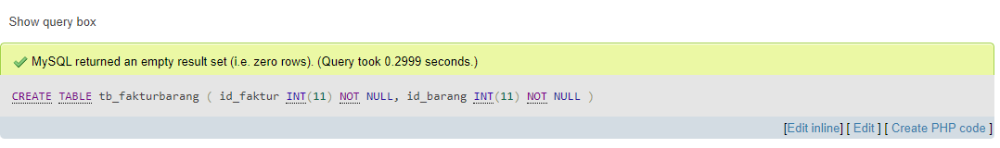 Show query box
MySQL returned an empty result set (i.e. zero rows). (Query took 0.2999 seconds.)
CREATE TABLE tb_fakturbarang ( id_faktur INT(11) NOT NULL, id_barang INT(11) NOT NULL )
[Edit inline] [ Edit ] [ Create PHP code ]